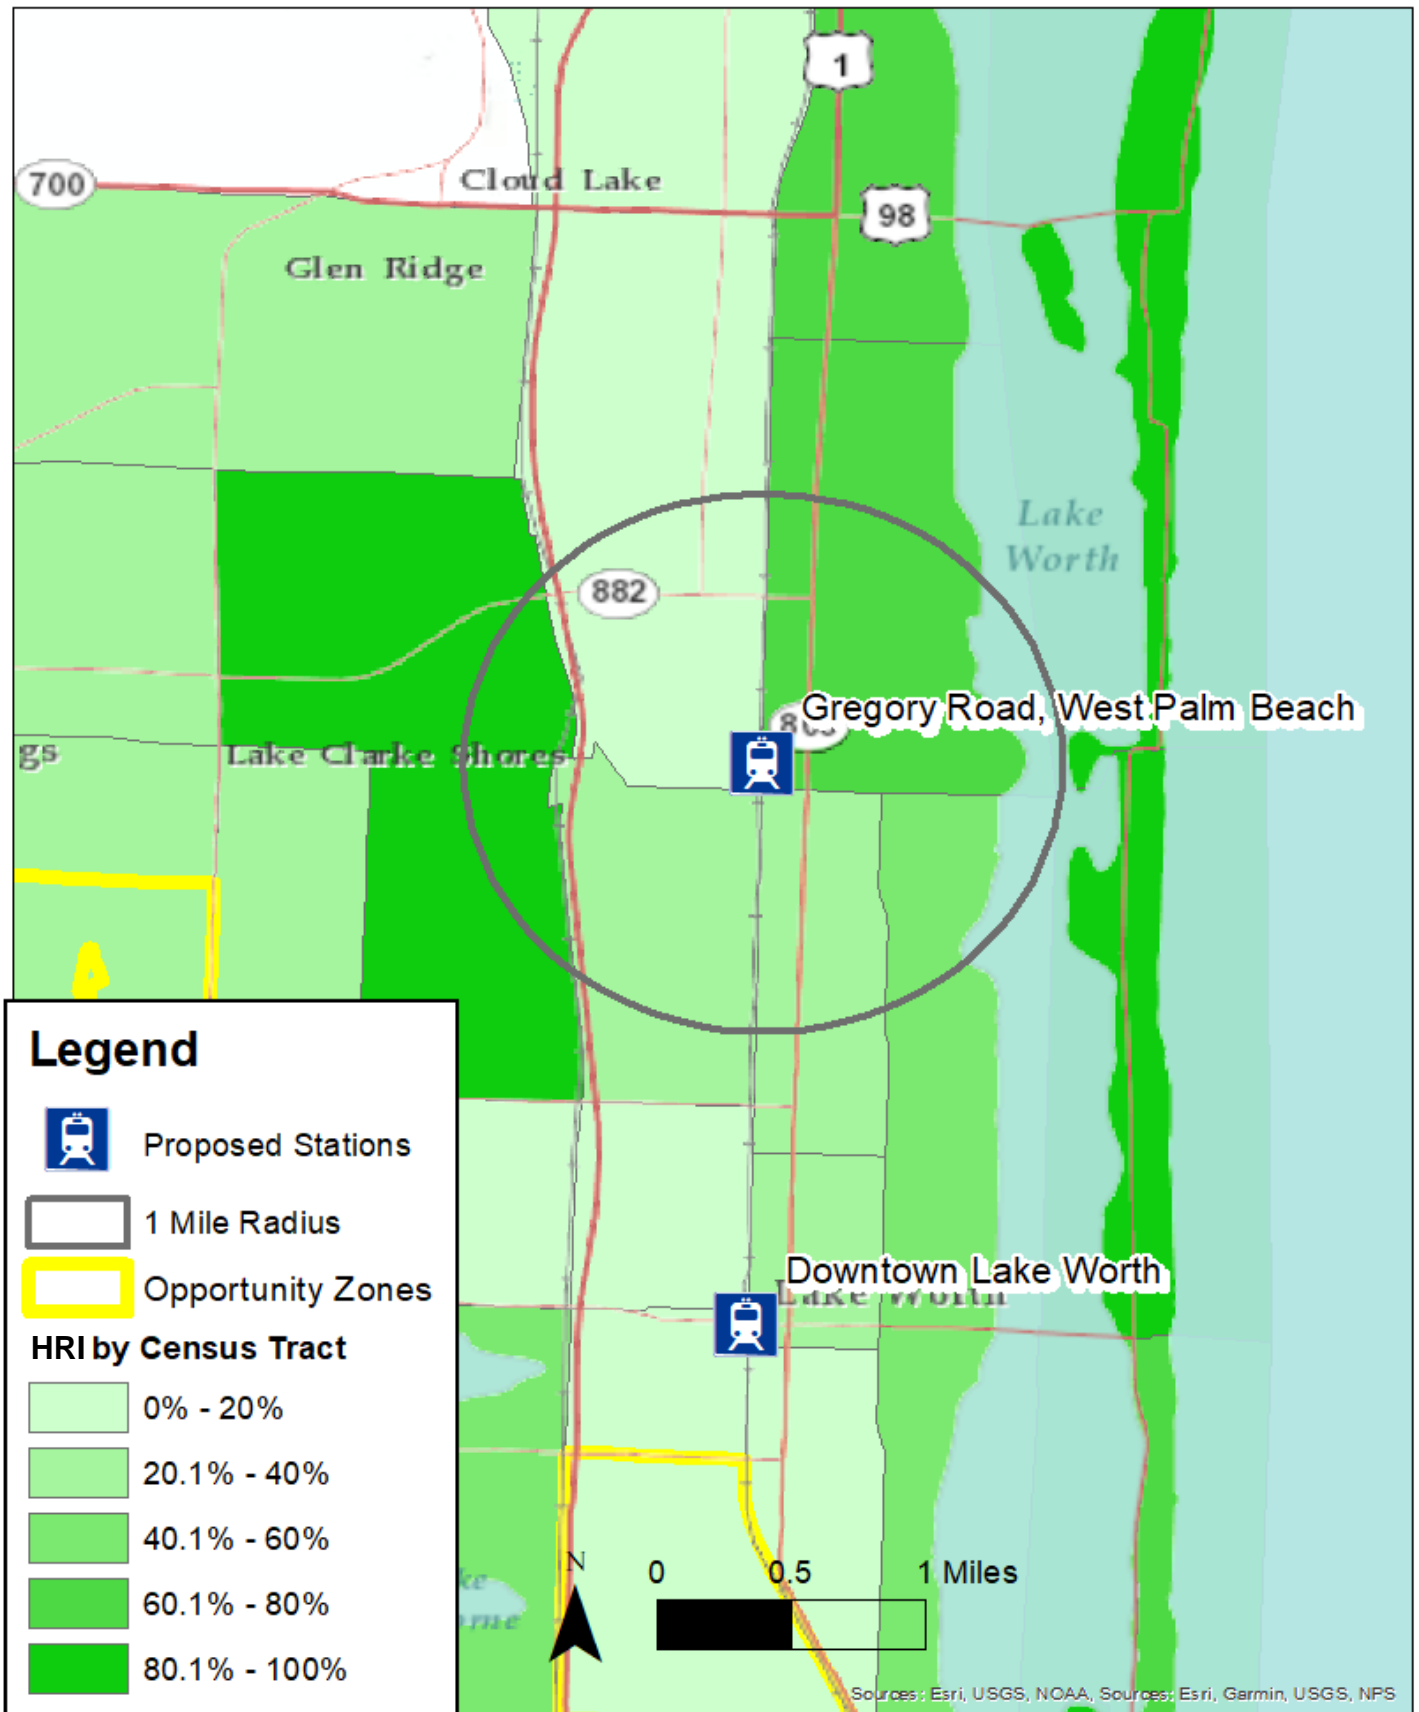 1
700
Cloud Lake
98
Glen Ridge
Lake
Worth
882
Gregory Road, West Palm Beach
gs
Lake Clarke Shores
Legend
Proposed Stations
1 Mile Radius
Opportunity Zones
HRI by Census Tract
0% - 20%
20.1% - 40%
40.1% - 60%
60.1% - 80%
80.1% - 100%
Downtown Lake Worth
Lake Worth
N
0 0.5 1 Miles
Sources: Esri, USGS, NOAA, Sources: Esri, Garmin, USGS, NPS